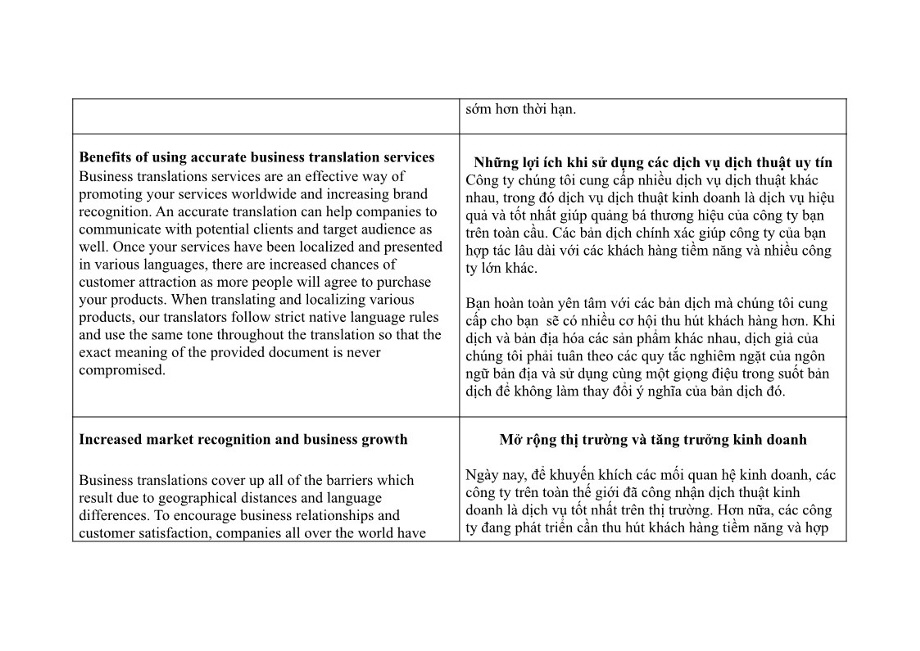 sớm hơn thời hạn.
Benefits of using accurate business translation services
Business translations services are an effective way of
promoting your services worldwide and increasing brand
recognition. An accurate translation can help companies to
communicate with potential clients and target audience as
well. Once your services have been localized and presented
in various languages, there are increased chances of
customer attraction as more people will agree to purchase
your products. When translating and localizing various
products, our translators follow strict native language rules
and use the same tone throughout the translation so that the
exact meaning of the provided document is never
compromised.
Những lợi ích khi sử dụng các dịch vụ dịch thuật uy tín
Công ty chúng tôi cung cấp nhiều dịch vụ dịch thuật khác
nhau, trong đó dịch vụ dịch thuật kinh doanh là dịch vụ hiệu
quả và tốt nhất giúp quảng bá thương hiệu của công ty bạn
trên toàn cầu. Các bản dịch chính xác giúp công ty của bạn
hợp tác lâu dài với các khách hàng tiềm năng và nhiều công
ty lớn khác.
Bạn hoàn toàn yên tâm với các bản dịch mà chúng tôi cung
cấp cho bạn sẽ có nhiều cơ hội thu hút khách hàng hơn. Khi
dịch và bản địa hóa các sản phẩm khác nhau, dịch giả của
chúng tôi phải tuân theo các quy tắc nghiêm ngặt của ngôn
ngữ bản địa và sử dụng cùng một giọng điệu trong suốt bản
dịch để không làm thay đổi ý nghĩa của bản dịch đó.
Increased market recognition and business growth
Business translations cover up all of the barriers which
result due to geographical distances and language
differences. To encourage business relationships and
customer satisfaction, companies all over the world have
Mở rộng thị trường và tăng trưởng kinh doanh
Ngày nay, để khuyến khích các mối quan hệ kinh doanh, các
công ty trên toàn thế giới đã công nhận dịch thuật kinh
doanh là dịch vụ tốt nhất trên thị trường. Hơn nữa, các công
ty đang phát triển cần thu hút khách hàng tiềm năng và hợp